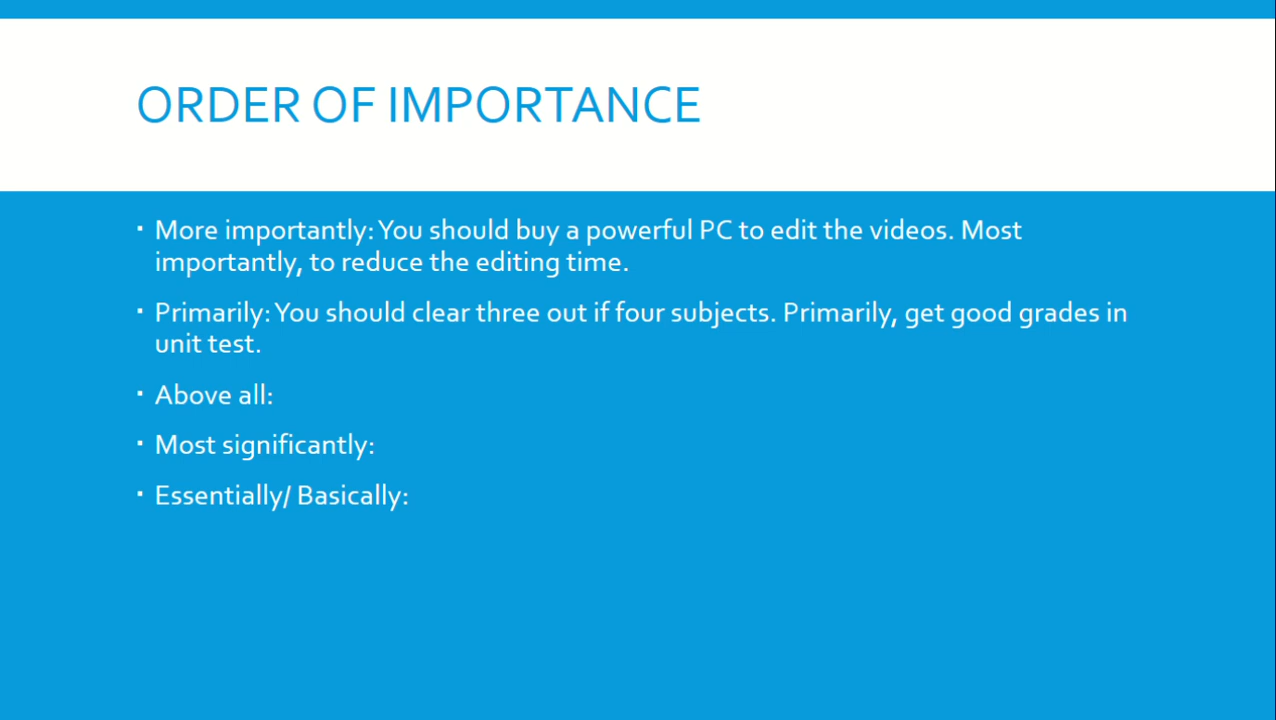 ORDER OF IMPORTANCE
▪ More importantly: You should buy a powerful PC to edit the videos. Most
importantly, to reduce the editing time.
▪ Primarily: You should clear three out if four subjects. Primarily, get good grades in
unit test.
▪ Above all:
▪ Most significantly:
▪ Essentially/ Basically: